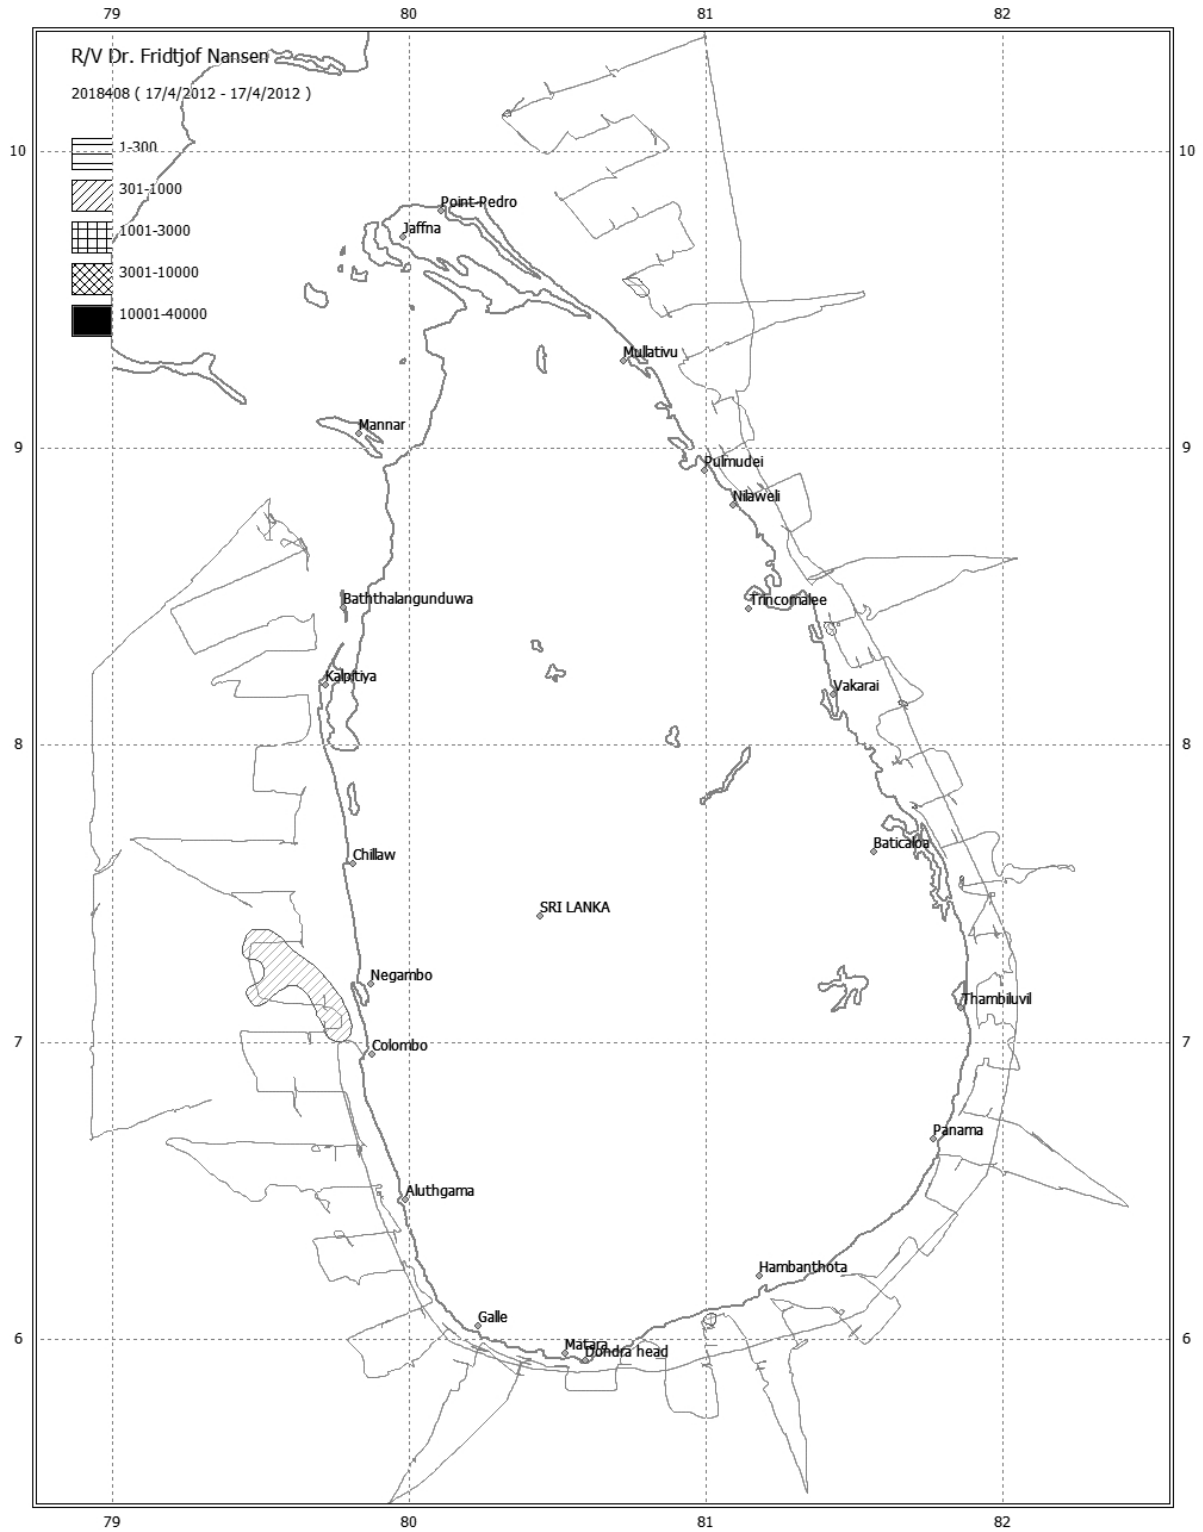 79 80 81 82
R/V Dr. Fridtjof Nansen
2018408 ( 17/4/2012 - 17/4/2012 )
1-300
10 10
301-1000
Point-Pedro
Jaffna
1001-3000
3001-10000
10001-40000
Mullativu
Mannar
9 9
Pulmudei
Nilaweli
Baththalangunduwa
Trincomalee
Kalpitiya
Vakarai
8 8
Baticaloa
Chillaw
SRI LANKA
Negambo
Thambiluvil
7 7
Colombo
Panama
Aluthgama
Hambanthota
Galle
6 6
Matara
Dondra head
79 80 81 82